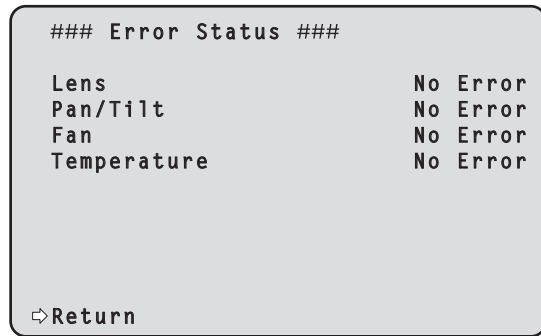 ### Error Status ###
Lens No Error
Pan/Tilt No Error
Fan No Error
Temperature No Error
⇨Return